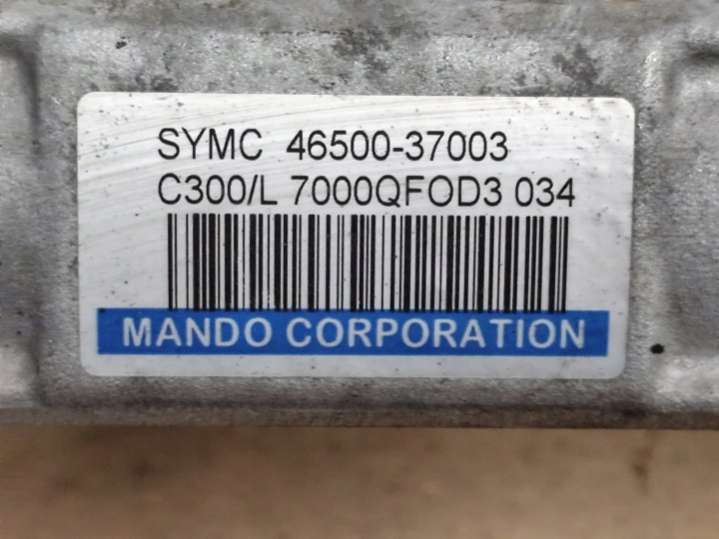 SYMC 46500-37003
C300/L 7000QFOD3 034
MANDO CORPORATION